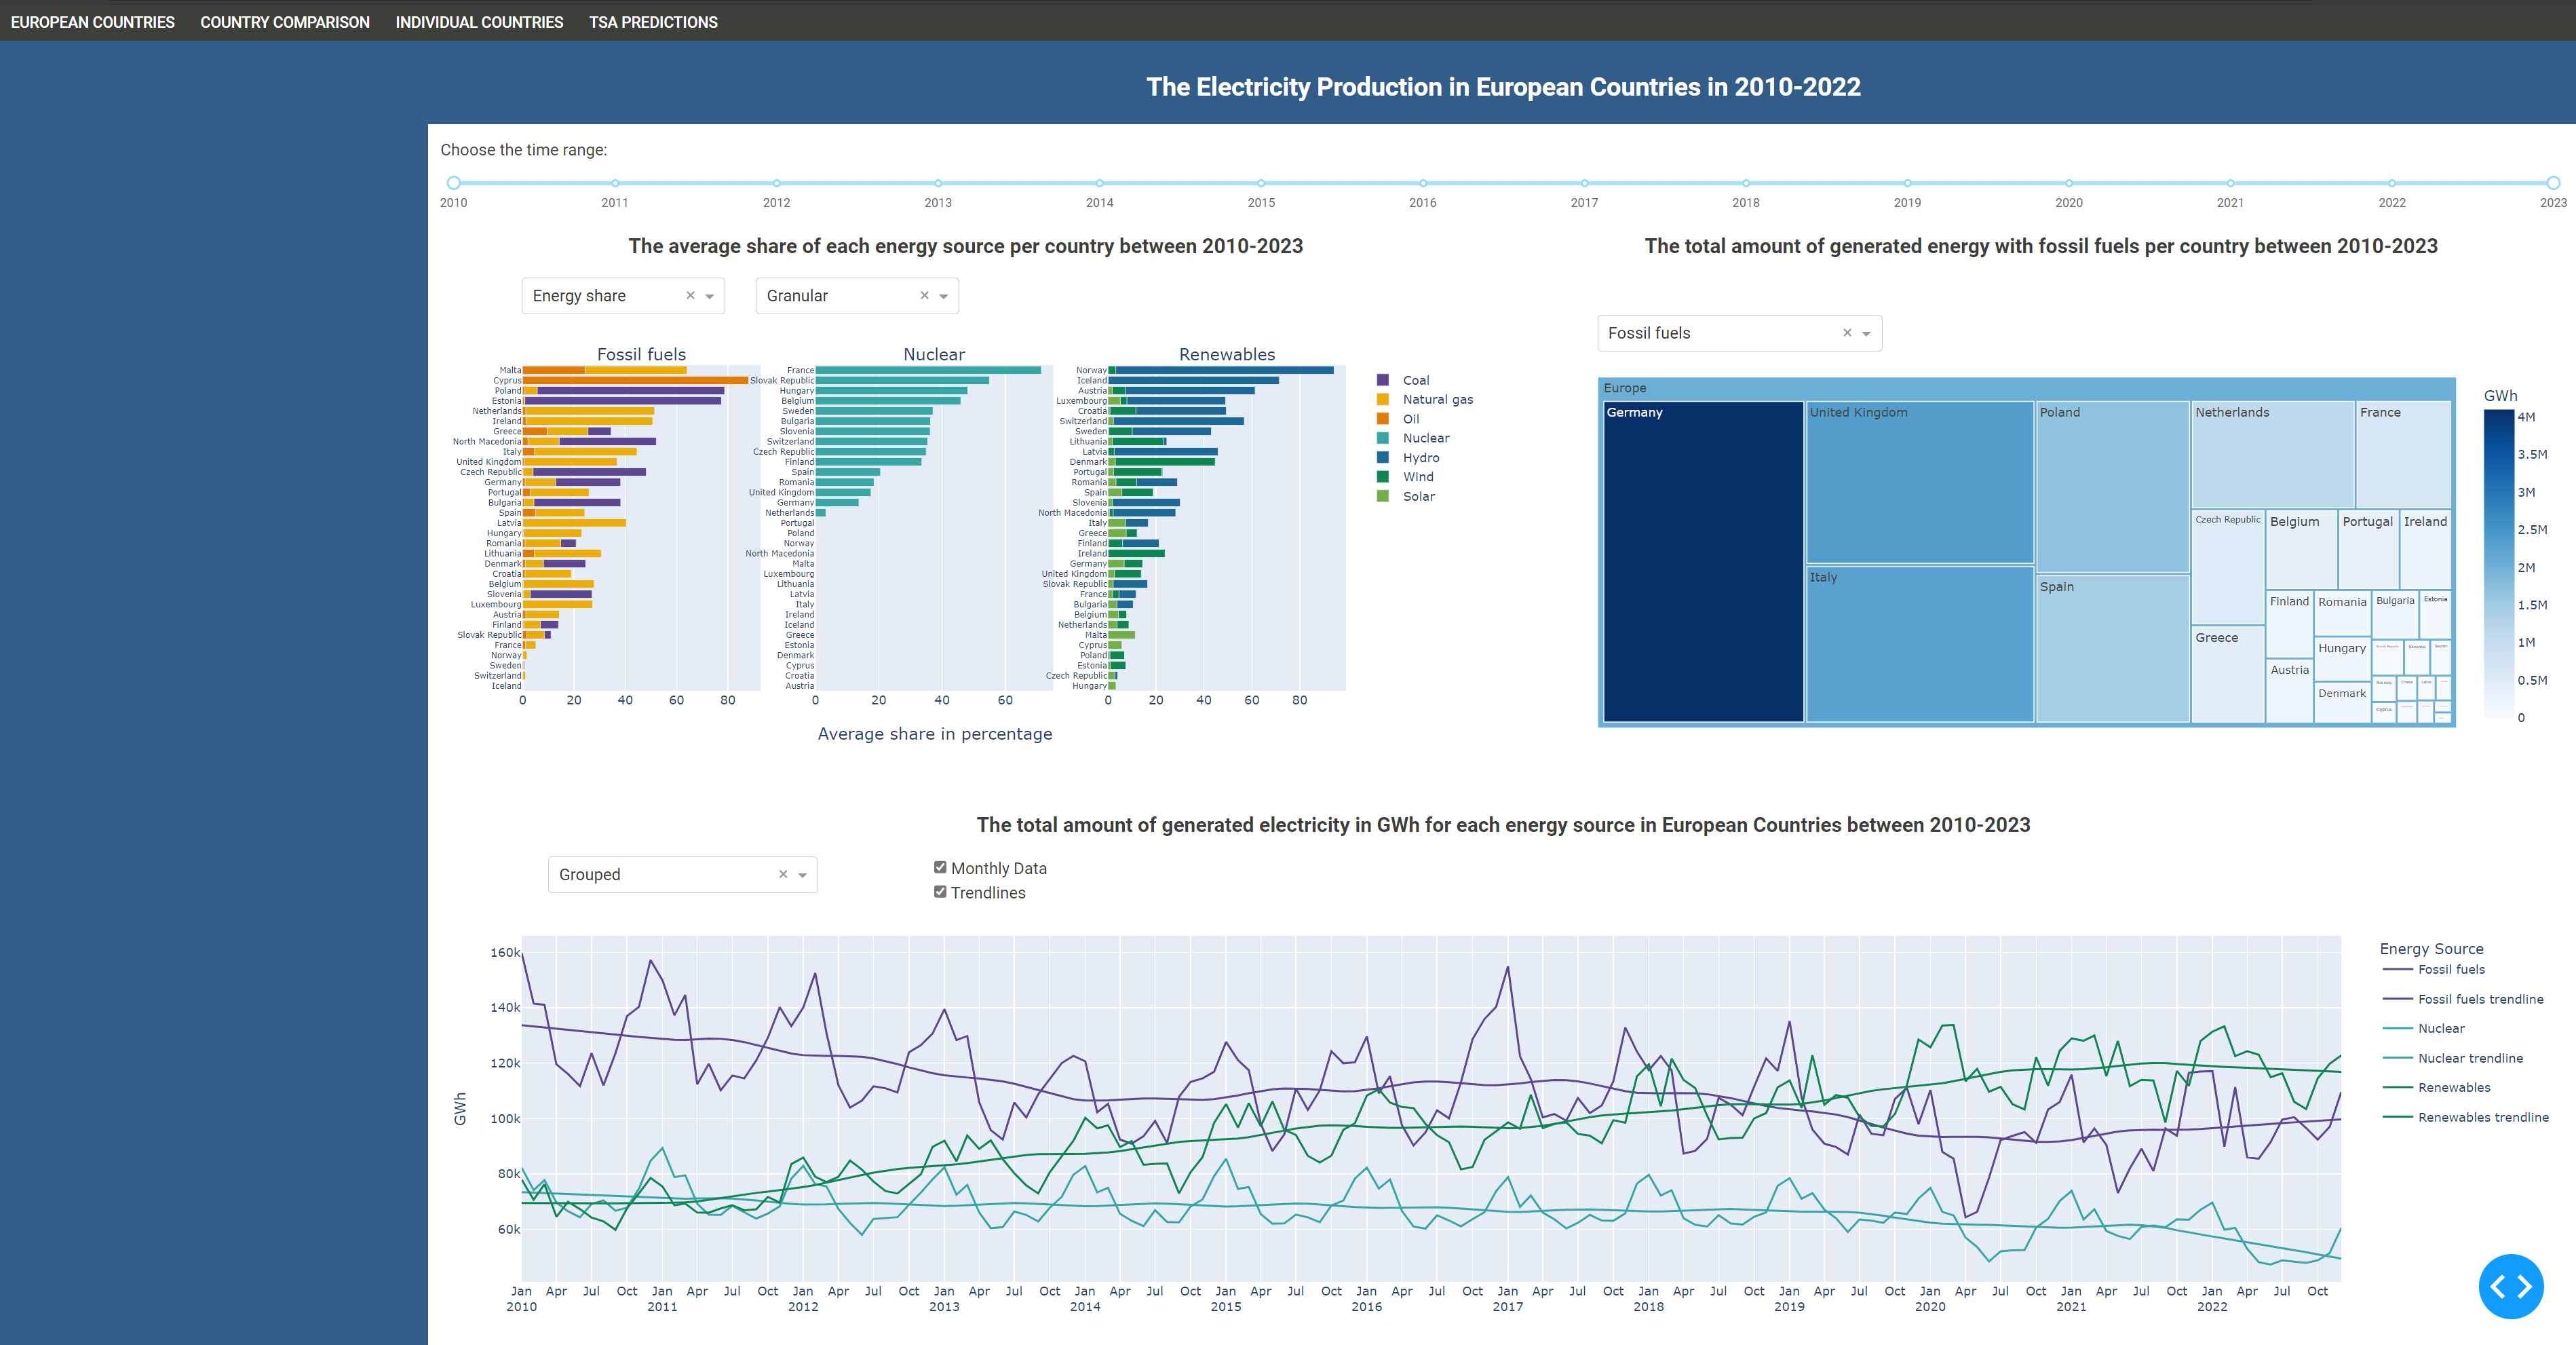 EUROPEAN COUNTRIES COUNTRY COMPARISON INDIVIDUAL COUNTRIES TSA PREDICTIONS
The Electricity Production in European Countries in 2010-2022
Choose the time range:
2010 2011 2012 2013 2014 2015 2016 2017 2018 2019 2020 2021 2022 2023
The average share of each energy source per country between 2010-2023
Energy share × Granular ×
Fossil fuels
Malta
Cyprus
Poland
Estonia
Netherlands
Ireland
Greece
North Macedonia
Italy
United Kingdom
Czech Republic
Germany
Portugal
Bulgaria
Spain
Latvia
Hungary
Romania
Lithuania
Denmark
Croatia
Belgium
Slovenia
Luxembourg
Austria
Finland
Slovak Republic
France
Norway
Sweden
Switzerland
Iceland
0 20 40 60 80
Nuclear
France
Slovak Republic
Hungary
Belgium
Sweden
Bulgaria
Slovenia
Switzerland
Czech Republic
Finland
Spain
Romania
United Kingdom
Germany
Netherlands
Portugal
Poland
Norway
North Macedonia
Malta
Luxembourg
Lithuania
Latvia
Italy
Ireland
Iceland
Greece
Estonia
Denmark
Cyprus
Croatia
Austria
0 20 40 60
Renewables
Norway
Iceland
Austria
Luxembourg
Croatia
Switzerland
Sweden
Lithuania
Latvia
Denmark
Portugal
Romania
Spain
Slovenia
North Macedonia
Italy
Greece
Finland
Ireland
Germany
United Kingdom
Slovak Republic
France
Bulgaria
Belgium
Netherlands
Malta
Cyprus
Poland
Estonia
Czech Republic
Hungary
0 20 40 60 80
Average share in percentage
Coal
Natural gas
Oil
Nuclear
Hydro
Wind
Solar
The total amount of generated energy with fossil fuels per country between 2010-2023
Fossil fuels ×
Europe
Germany
United Kingdom
Italy
Poland
Spain
Netherlands
France
Czech Republic
Greece
Belgium
Portugal
Ireland
Finland
Austria
Romania
Hungary
Denmark
Bulgaria
Estonia
Norway
Croatia
Latvia
Cyprus
GWh
4M
3.5M
3M
2.5M
2M
1.5M
1M
0.5M
0
The total amount of generated electricity in GWh for each energy source in European Countries between 2010-2023
Grouped ×
Monthly Data
Trendlines
GWh
160k
140k
120k
100k
80k
60k
Jan Apr Jul Oct Jan Apr Jul Oct Jan Apr Jul Oct Jan Apr Jul Oct Jan Apr Jul Oct Jan Apr Jul Oct Jan Apr Jul Oct Jan Apr Jul Oct Jan Apr Jul Oct Jan Apr Jul Oct Jan Apr Jul Oct Jan Apr Jul Oct Jan Apr Jul Oct
2010 2011 2012 2013 2014 2015 2016 2017 2018 2019 2020 2021 2022
Energy Source
Fossil fuels
Fossil fuels trendline
Nuclear
Nuclear trendline
Renewables
Renewables trendline